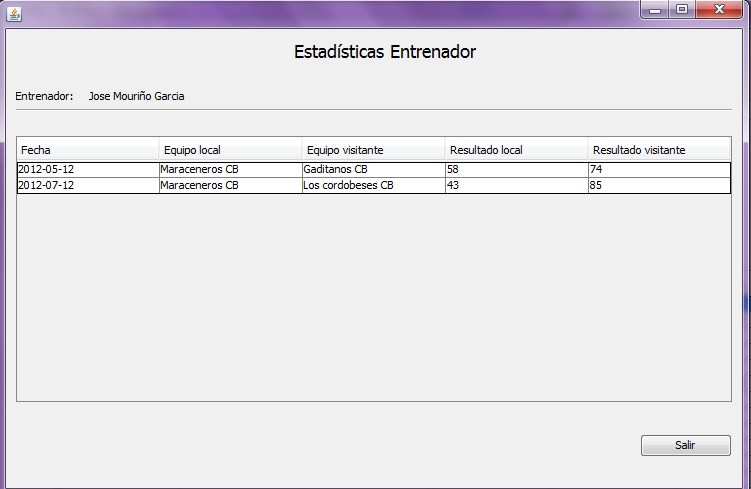 Estadísticas Entrenador
Entrenador: Jose Mouriño Garcia
Fecha Equipo local Equipo visitante Resultado local Resultado visitante
2012-05-12 Maraceneros CB Gaditanos CB 58 74
2012-07-12 Maraceneros CB Los cordobeses CB 43 85
Salir